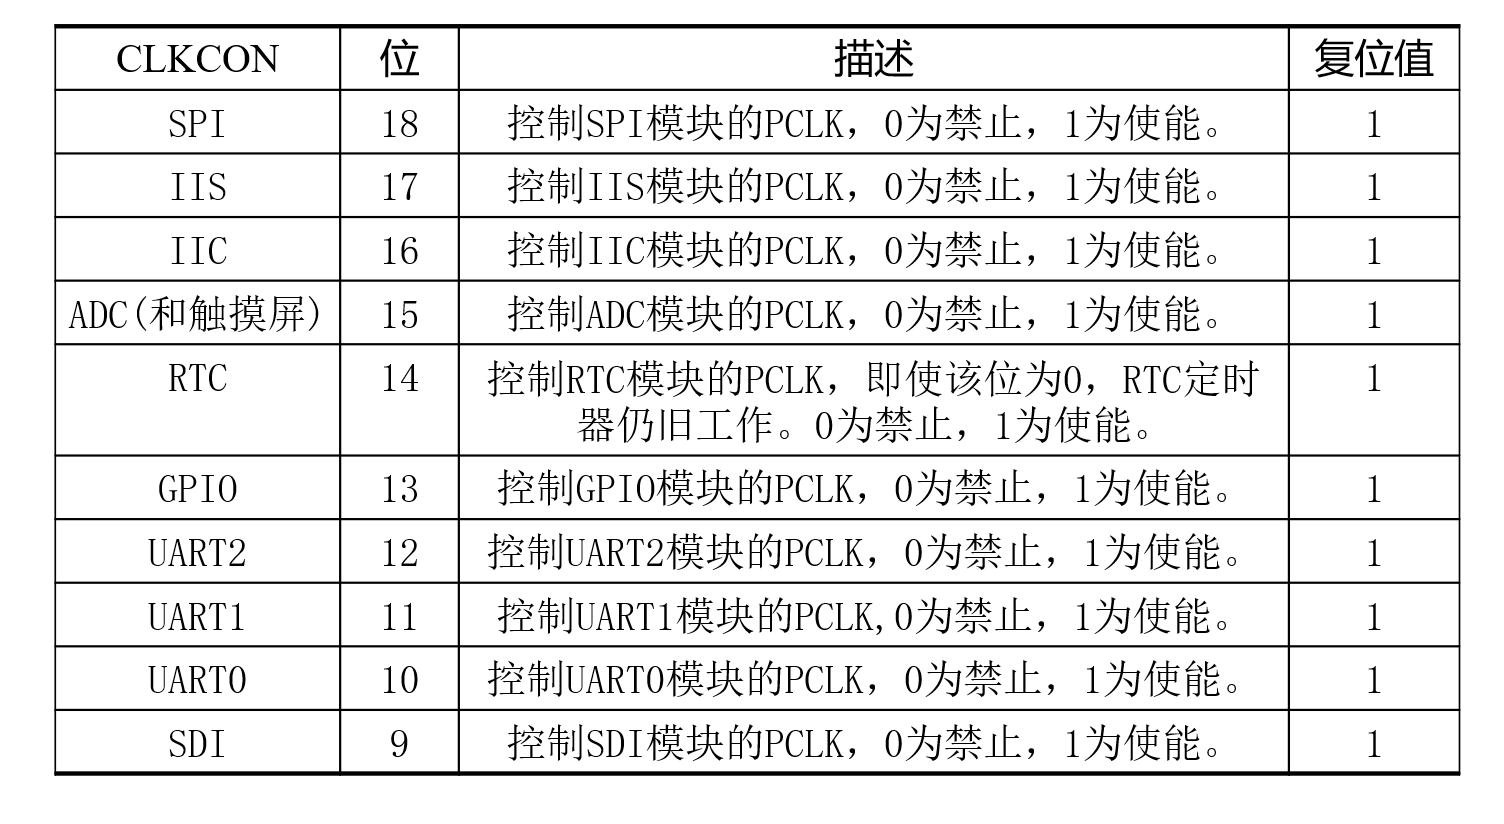 CLKCON 位 描述 复位值
SPI 18 控制SPI模块的PCLK，0为禁止，1为使能。 1
IIS 17 控制IIS模块的PCLK，0为禁止，1为使能。 1
IIC 16 控制IIC模块的PCLK，0为禁止，1为使能。 1
ADC(和触摸屏) 15 控制ADC模块的PCLK，0为禁止，1为使能。 1
RTC 14 控制RTC模块的PCLK，即使该位为0，RTC定时 1
器仍旧工作。0为禁止，1为使能。
GPIO 13 控制GPIO模块的PCLK，0为禁止，1为使能。 1
UART2 12 控制UART2模块的PCLK，0为禁止，1为使能。 1
UART1 11 控制UART1模块的PCLK,0为禁止，1为使能。 1
UART0 10 控制UART0模块的PCLK，0为禁止，1为使能。 1
SDI 9 控制SDI模块的PCLK，0为禁止，1为使能。 1